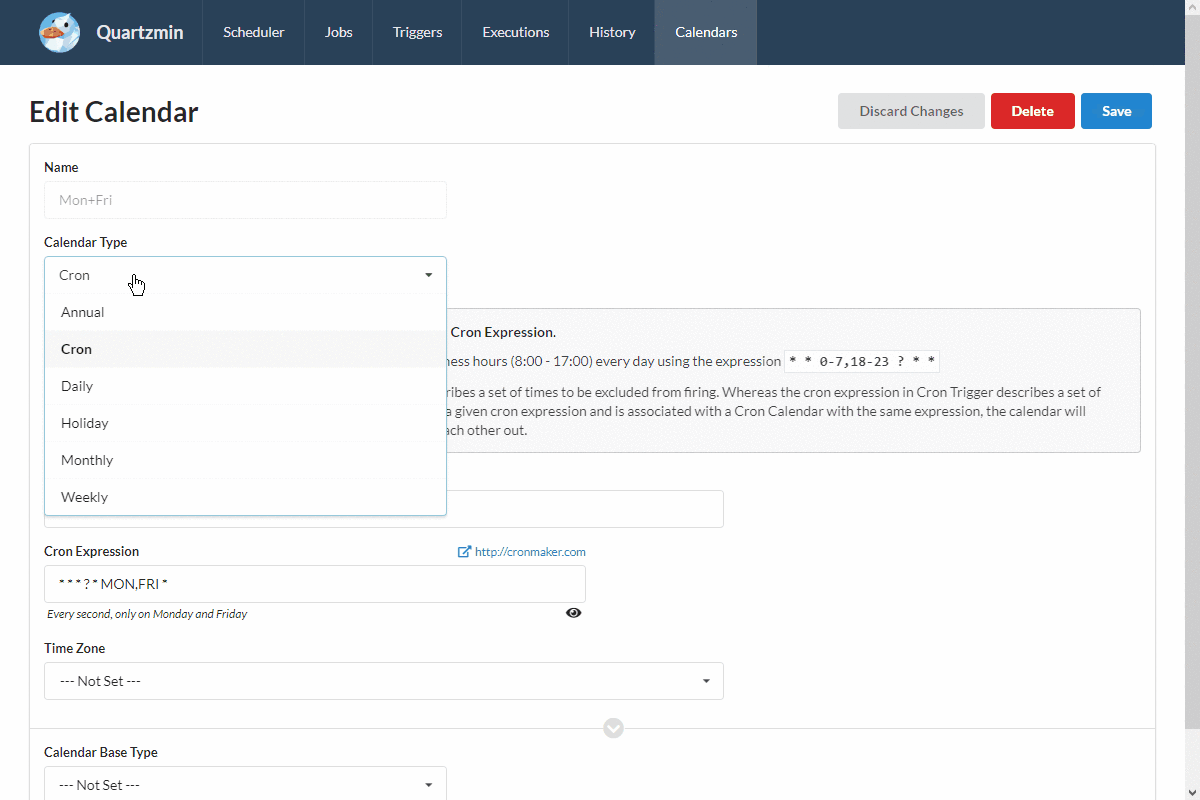 Quartzmin Scheduler Jobs Triggers Executions History Calendars
Edit Calendar
Discard Changes Delete Save
Name
Mon+Fri
Calendar Type
Cron
Annual
Cron
Daily
Holiday
Monthly
Weekly
Cron Expression.
hours (8:00 - 17:00) every day using the expression * * 0-7,18-23 ? * *
a set of times to be excluded from firing. Whereas the cron expression in Cron Trigger describes a set of
a given cron expression and is associated with a Cron Calendar with the same expression, the calendar will
other out.
Cron Expression http://cronmaker.com
* * * ? * MON,FRI *
Every second, only on Monday and Friday
Time Zone
--- Not Set ---
Calendar Base Type
--- Not Set ---